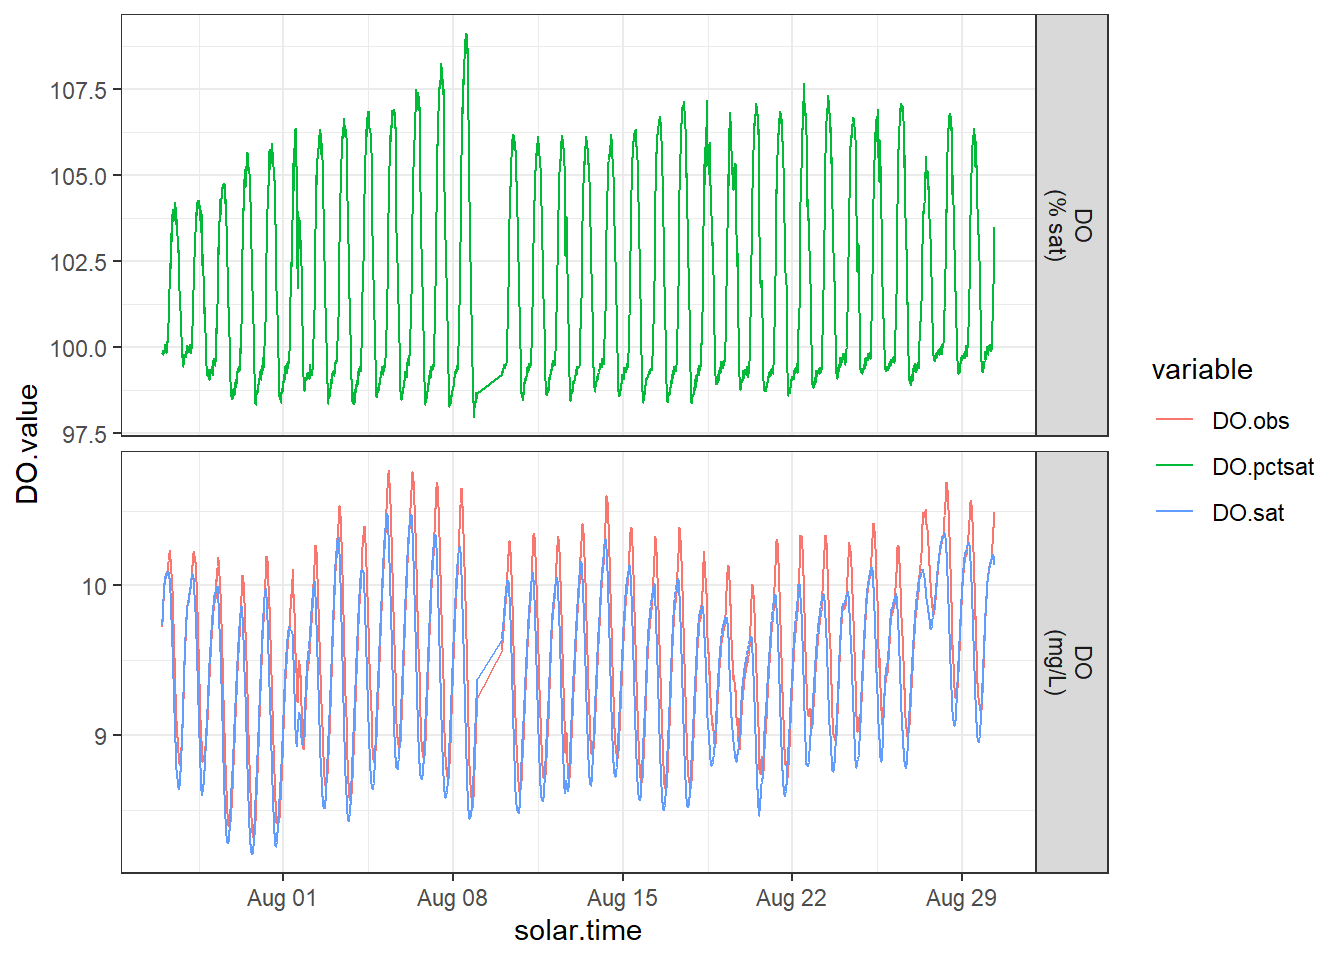 107.5
105.0
102.5
100.0
97.5
DO
(% sat)
10
9
DO
(mg/L)
DO.value
Aug 01
Aug 08
Aug 15
Aug 22
Aug 29
solar.time
variable
DO.obs
DO.pctsat
DO.sat